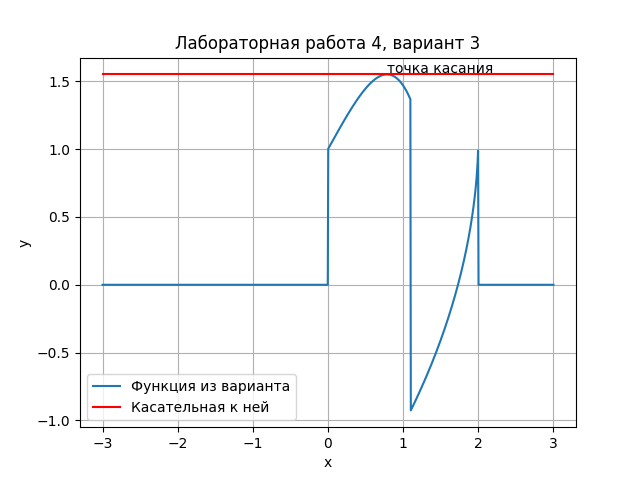 Лабораторная работа 4, вариант 3
точка касания
1.5
1.0
0.5
0.0
−0.5
−1.0
y
Функция из варианта
Касательная к ней
−3
−2
−1
0
1
2
3
x